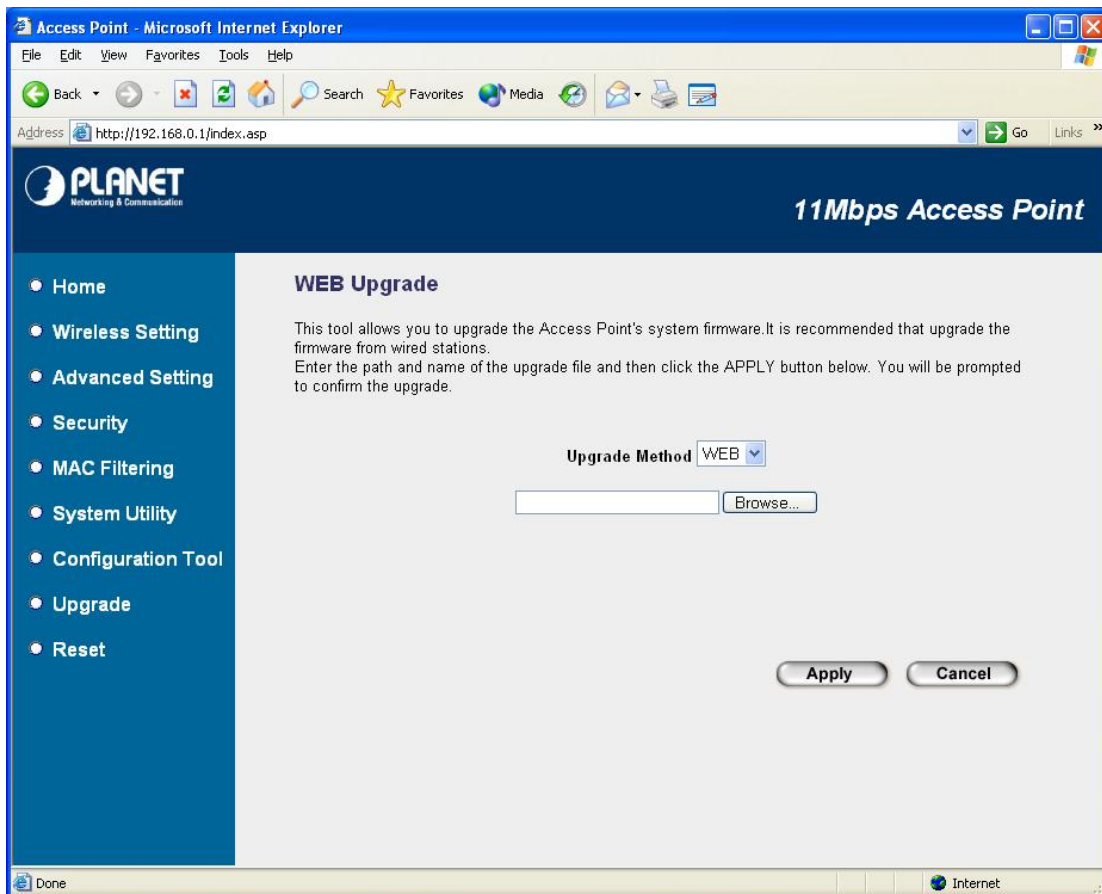 Access Point - Microsoft Internet Explorer
File Edit View Favorites Tools Help
Back Search Favorites Media
Address http://192.168.0.1/index.asp Go Links »
PLANET
Networking & Communication
11Mbps Access Point
Home
Wireless Setting
Advanced Setting
Security
MAC Filtering
System Utility
Configuration Tool
Upgrade
Reset
WEB Upgrade
This tool allows you to upgrade the Access Point's system firmware.It is recommended that upgrade the
firmware from wired stations.
Enter the path and name of the upgrade file and then click the APPLY button below. You will be prompted
to confirm the upgrade.
Upgrade Method WEB
Browse...
Apply Cancel
Done Internet